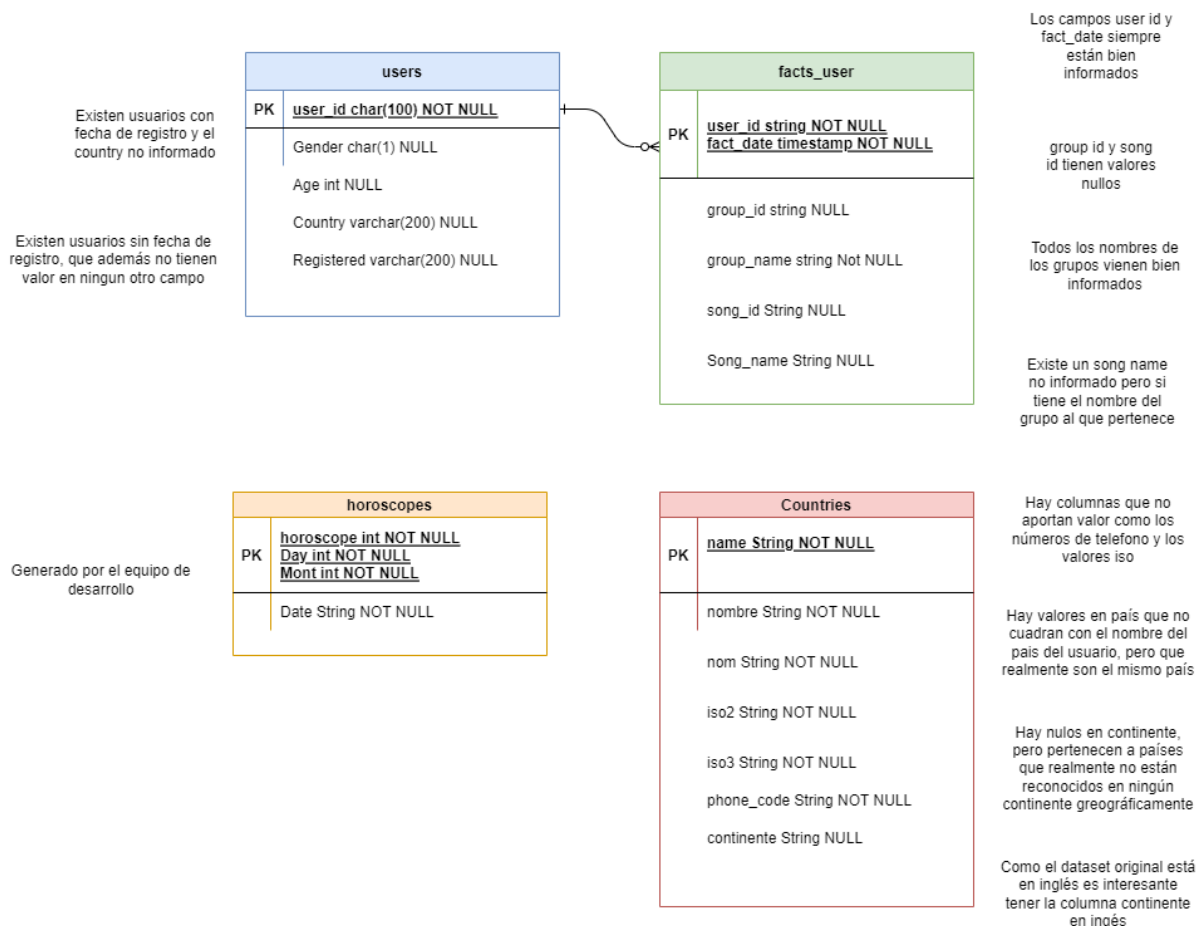 Los campos user id y
fact_date siempre
están bien
informados
users
facts_user
PK
user_id char(100) NOT NULL
Gender char(1) NULL
Age int NULL
Country varchar(200) NULL
Registered varchar(200) NULL
Existen usuarios con
fecha de registro y el
country no informado
Existen usuarios sin fecha de
registro, que además no tienen
valor en ningun otro campo
PK
user_id string NOT NULL
fact_date timestamp NOT NULL
group_id string NULL
group_name string Not NULL
song_id String NULL
Song_name String NULL
group id y song
id tienen valores
nullos
Todos los nombres de
los grupos vienen bien
informados
Existe un song name
no informado pero si
tiene el nombre del
grupo al que pertenece
horoscopes
PK
horoscope int NOT NULL
Day int NOT NULL
Mont int NOT NULL
Date String NOT NULL
Generado por el equipo de
desarrollo
Countries
PK
name String NOT NULL
nombre String NOT NULL
nom String NOT NULL
iso2 String NOT NULL
iso3 String NOT NULL
phone_code String NOT NULL
continente String NULL
Hay columnas que no
aportan valor como los
números de telefono y los
valores iso
Hay valores en país que no
cuadran con el nombre del
pais del usuario, pero que
realmente son el mismo país
Hay nulos en continente,
pero pertenecen a países
que realmente no están
reconocidos en ningún
continente greográficamente
Como el dataset original está
en inglés es interesante
tener la columna continente
en ingés